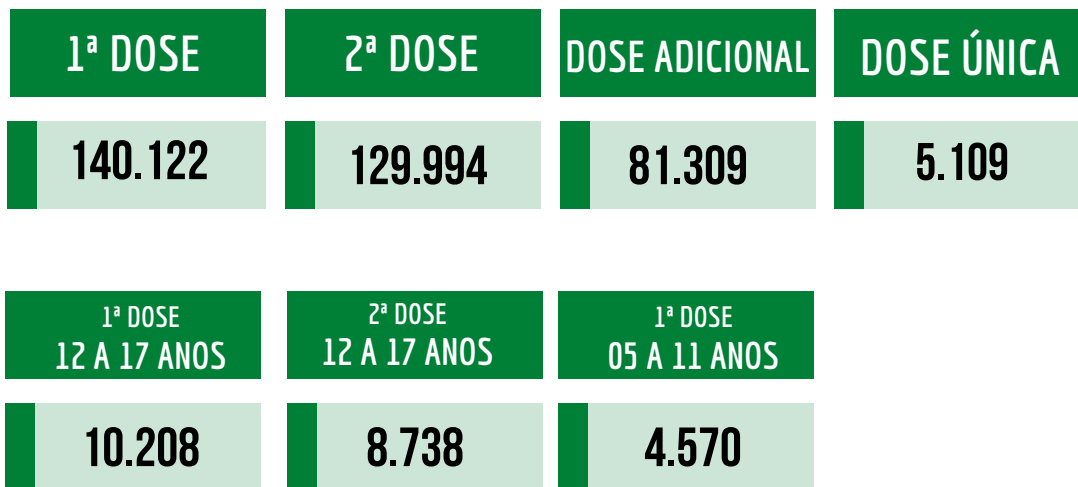 1ª DOSE
2ª DOSE
DOSE ADICIONAL
DOSE ÚNICA
140.122
129.994
81.309
5.109
1ª DOSE
12 A 17 ANOS
2ª DOSE
12 A 17 ANOS
1ª DOSE
05 A 11 ANOS
10.208
8.738
4.570